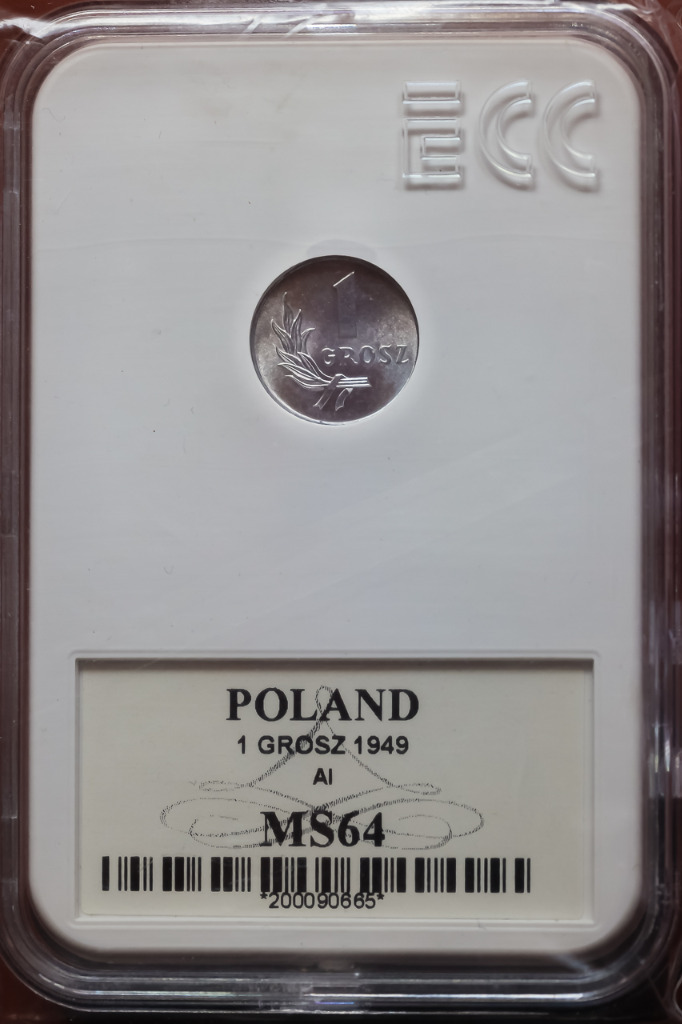 ECC
1
GROSZ
POLAND
1 GROSZ 1949
Al
MS64
*200090665*